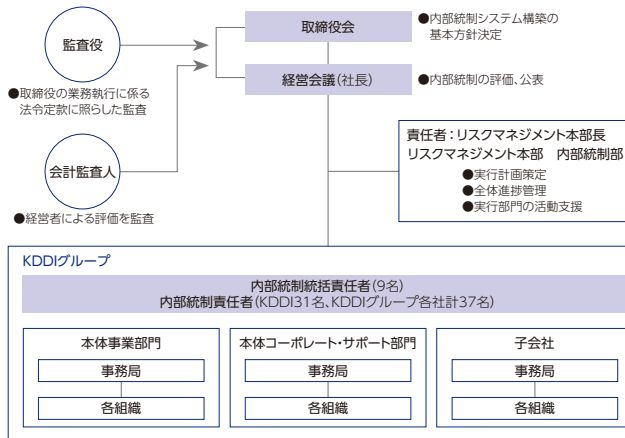 監査役
●取締役の業務執行に係る
法令定款に照らした監査
会計監査人
●経営者による評価を監査
取締役会
●内部統制システム構築の
基本方針決定
経営会議(社長)
●内部統制の評価、公表
責任者:リスクマネジメント本部長
リスクマネジメント本部 内部統制部
●実行計画策定
●全体進捗管理
●実行部門の活動支援
KDDIグループ
内部統制統括責任者(9名)
内部統制責任者(KDDI31名、KDDIグループ各社計37名)
本体事業部門
事務局
各組織
本体コーポレート・サポート部門
事務局
各組織
子会社
事務局
各組織